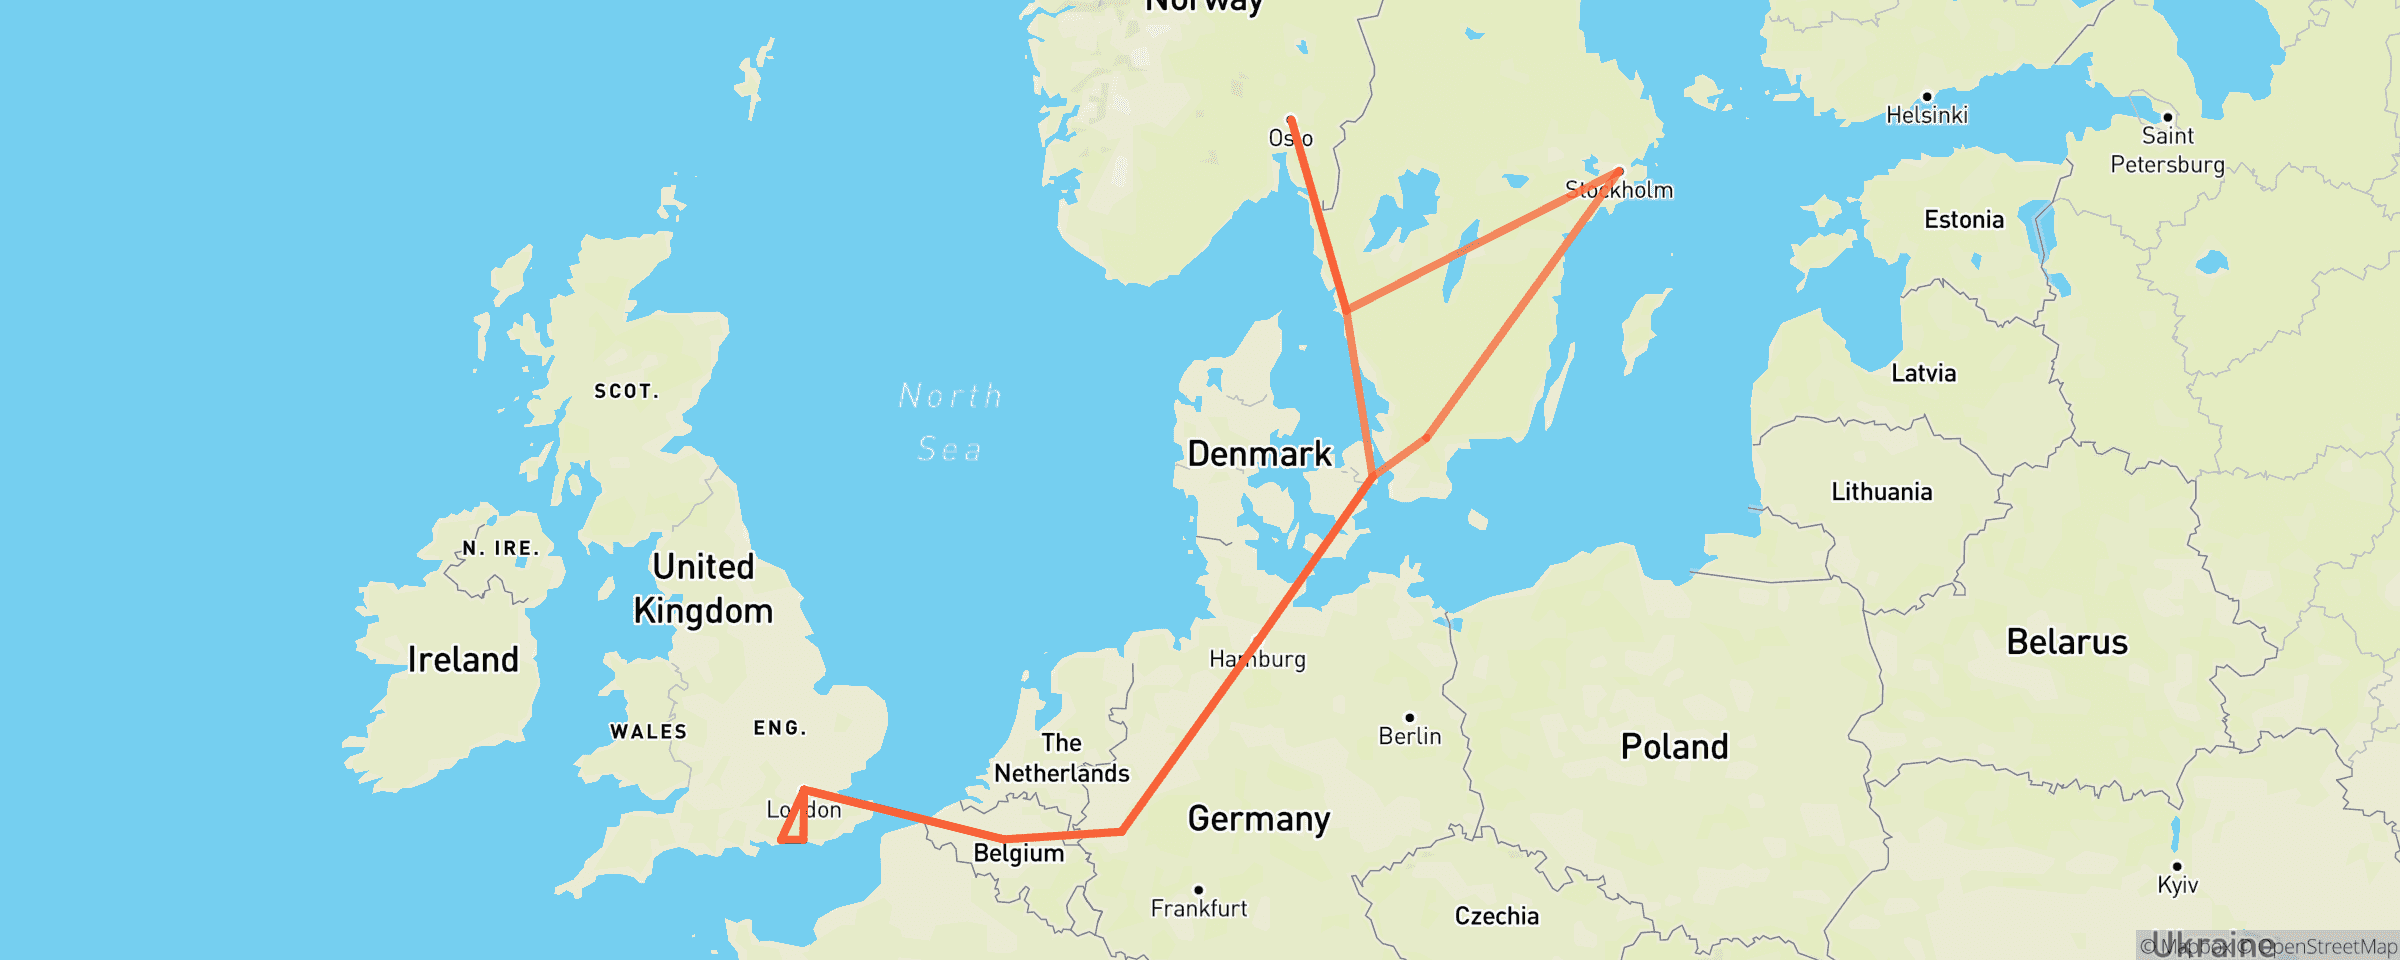 Norway
Oslo
Stockholm
Helsinki
Saint
Petersburg
Estonia
Latvia
SCOT.
North
Sea
Denmark
Lithuania
N. IRE.
United
Kingdom
Ireland
Hamburg
Belarus
WALES
ENG.
The
Netherlands
Berlin
Poland
London
Germany
Belgium
Frankfurt
Czechia
Kyiv
Ukraine
© Mapbox © OpenStreetMap